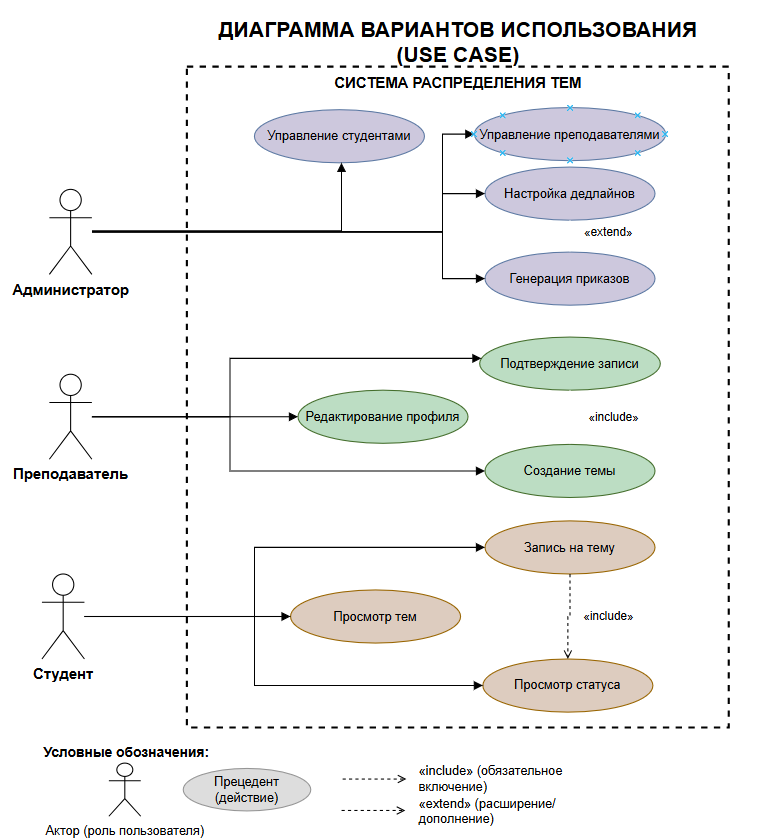 ДИАГРАММА ВАРИАНТОВ ИСПОЛЬЗОВАНИЯ
(USE CASE)
СИСТЕМА РАСПРЕДЕЛЕНИЯ ТЕМ
Управление студентами
Управление преподавателями
Настройка дедлайнов
«extend»
Генерация приказов
Администратор
Подтверждение записи
Редактирование профиля
«include»
Создание темы
Преподаватель
Запись на тему
Просмотр тем
«include»
Просмотр статуса
Студент
Условные обозначения:
Актор (роль пользователя)
Прецедент
(действие)
«include» (обязательное
включение)
«extend» (расширение/
дополнение)